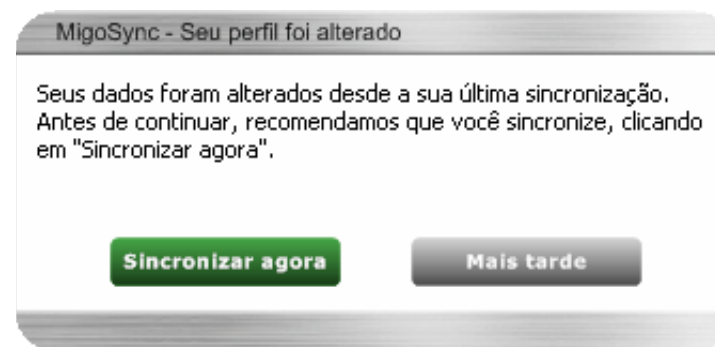 MigoSync - Seu perfil foi alterado
Seus dados foram alterados desde a sua última sincronização.
Antes de continuar, recomendamos que você sincronize, clicando
em "Sincronizar agora".
Sincronizar agora
Mais tarde